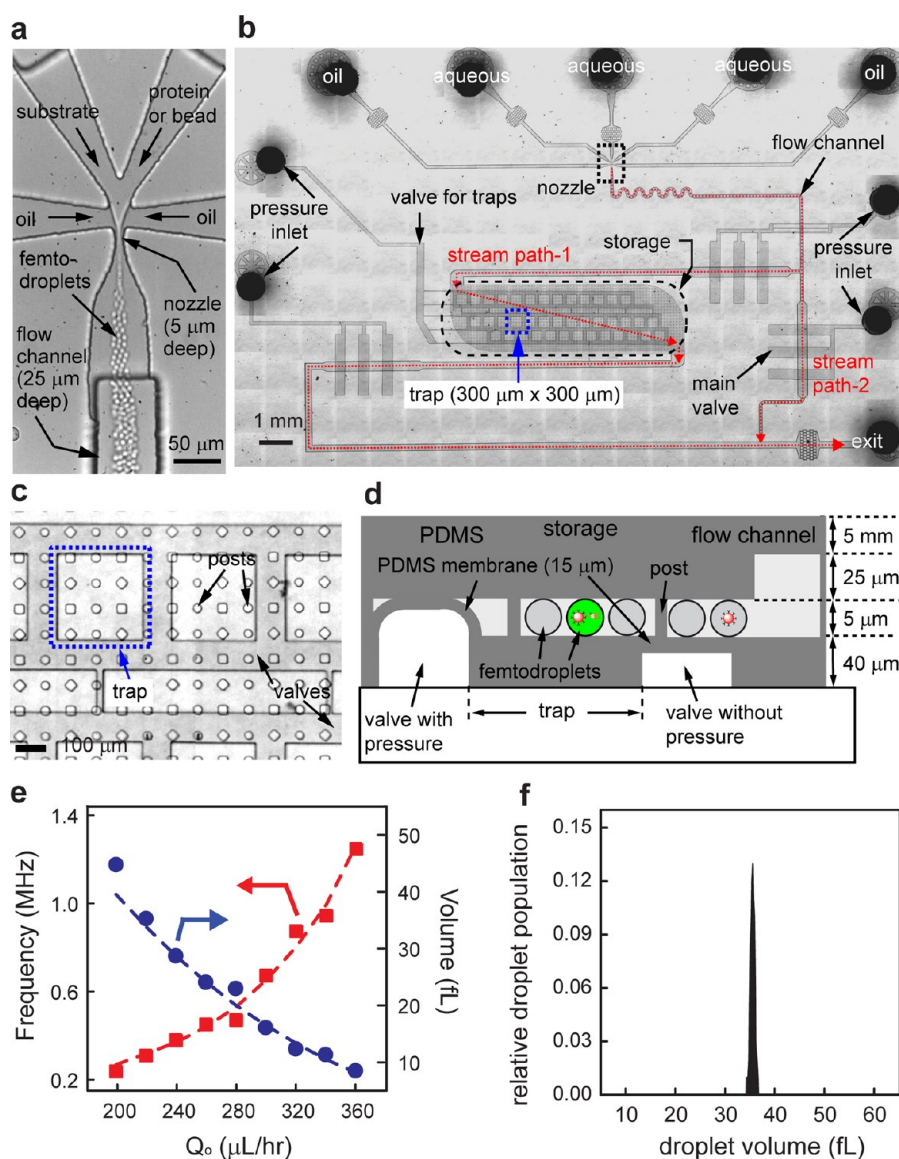 a
substrate
protein
or bead
oil
oil
femto-
droplets
nozzle
(5 μm
deep)
flow
channel
(25 μm
deep)
50 μm
b
oil
aqueous
aqueous
aqueous
oil
flow channel
nozzle
pressure
inlet
valve for traps
stream path-1
storage
pressure
inlet
trap (300 μm x 300 μm)
main
valve
stream
path-2
1 mm
exit
c
posts
trap
valves
100 μm
d
PDMS
storage
flow channel
5 mm
PDMS membrane (15 μm)
post
25 μm
5 μm
femtodroplets
40 μm
valve with
pressure
trap
valve without
pressure
e
Frequency (MHz)
1.4
1.0
0.6
0.2
50
40
30
20
10
Volume (fL)
200 240 280 320 360
Qₒ (μL/hr)
f
relative droplet population
0.15
0.12
0.09
0.06
0.03
0.00
10 20 30 40 50 60
droplet volume (fL)